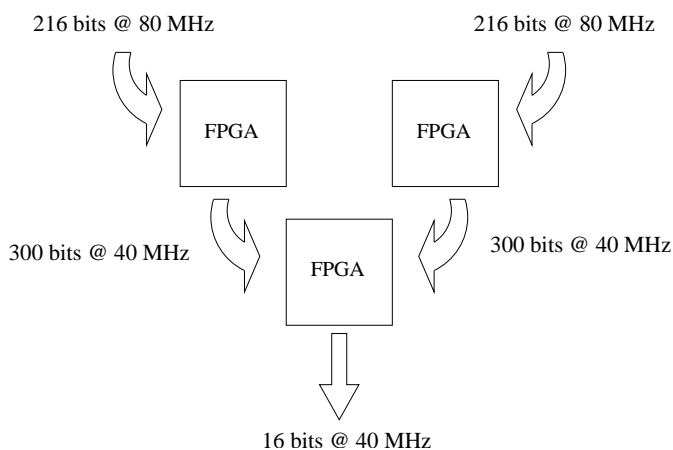 216 bits @ 80 MHz
216 bits @ 80 MHz
FPGA
FPGA
300 bits @ 40 MHz
300 bits @ 40 MHz
FPGA
16 bits @ 40 MHz